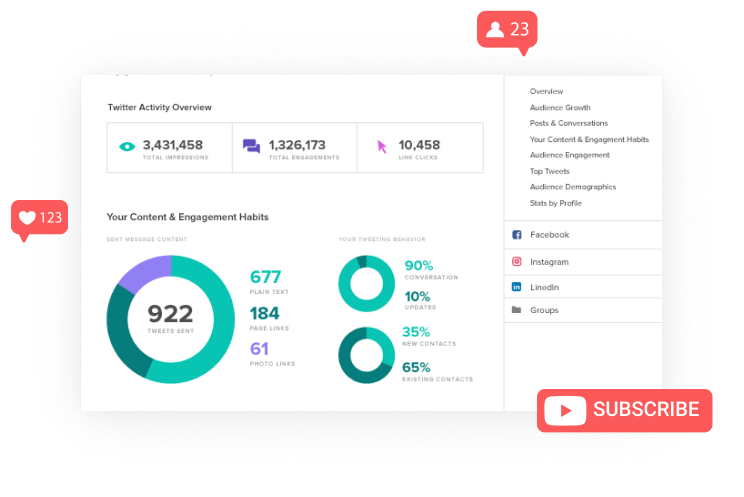 23
Twitter Activity Overview
3,431,458
TOTAL IMPRESSIONS
1,326,173
TOTAL ENGAGEMENTS
10,458
LINK CLICKS
Overview
Audience Growth
Posts & Conversations
Your Content & Engagment Habits
Audience Engagement
Top Tweets
Audience Demographics
Stats by Profile
Facebook
Instagram
LinedIn
Groups
123
Your Content & Engagement Habits
SENT MESSAGE CONTENT
922
TWEETS SENT
677
PLAIN TEXT
184
PAGE LINKS
61
PHOTO LINKS
YOUR TWEETING BEHAVIOR
90%
CONVERSATION
10%
UPDATES
35%
NEW CONTACTS
65%
EXISTING CONTACTS
SUBSCRIBE